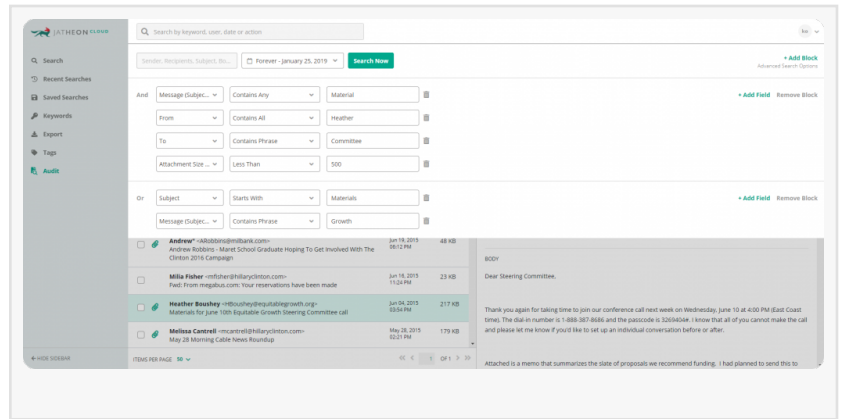 JATHEON CLOUD
Search by keyword, user, date or action
Search
Recent Searches
Saved Searches
Keywords
Export
Tags
Audit
HIDE SIDEBAR
Sender, Recipients, Subject, Bo...
Forever - January 25, 2019
Search Now
+ Add Block
Advanced Search Options
And
Message (Subjec...
Contains Any
Material
+ Add Field
Remove Block
From
Contains All
Heather
To
Contains Phrase
Committee
Attachment Size ...
Less Than
500
Or
Subject
Starts With
Materials
+ Add Field
Remove Block
Message (Subjec...
Contains Phrase
Growth
Andrew" <ARobbins@milbank.com>
Andrew Robbins - Maret School Graduate Hoping To Get Involved With The
Clinton 2016 Campaign
Jun 19, 2015
06:12 PM
48 KB
Milia Fisher <mfisher@hillaryclinton.com>
Fwd: From megabus.com: Your reservations have been made
Jun 16, 2015
11:24 PM
23 KB
Heather Boushey <HBoushey@equitablegrowth.org>
Materials for June 10th Equitable Growth Steering Committee call
Jun 04, 2015
03:54 PM
217 KB
Melissa Cantrell <mcantrell@hillaryclinton.com>
May 28 Morning Cable News Roundup
May 28, 2015
02:21 PM
179 KB
ITEMS PER PAGE 50
1 OF 1
BODY
Dear Steering Committee,
Thank you again for taking time to join our conference call next week on Wednesday, June 10 at 4:00 PM (East Coast
time). The dial-in number is 1-888-387-8686 and the passcode is 3269404#. I know that all of you cannot make the call
and please let me know if you'd like to set up an individual conversation before or after.
Attached is a memo that summarizes the slate of proposals we recommend funding. I had planned to send this to